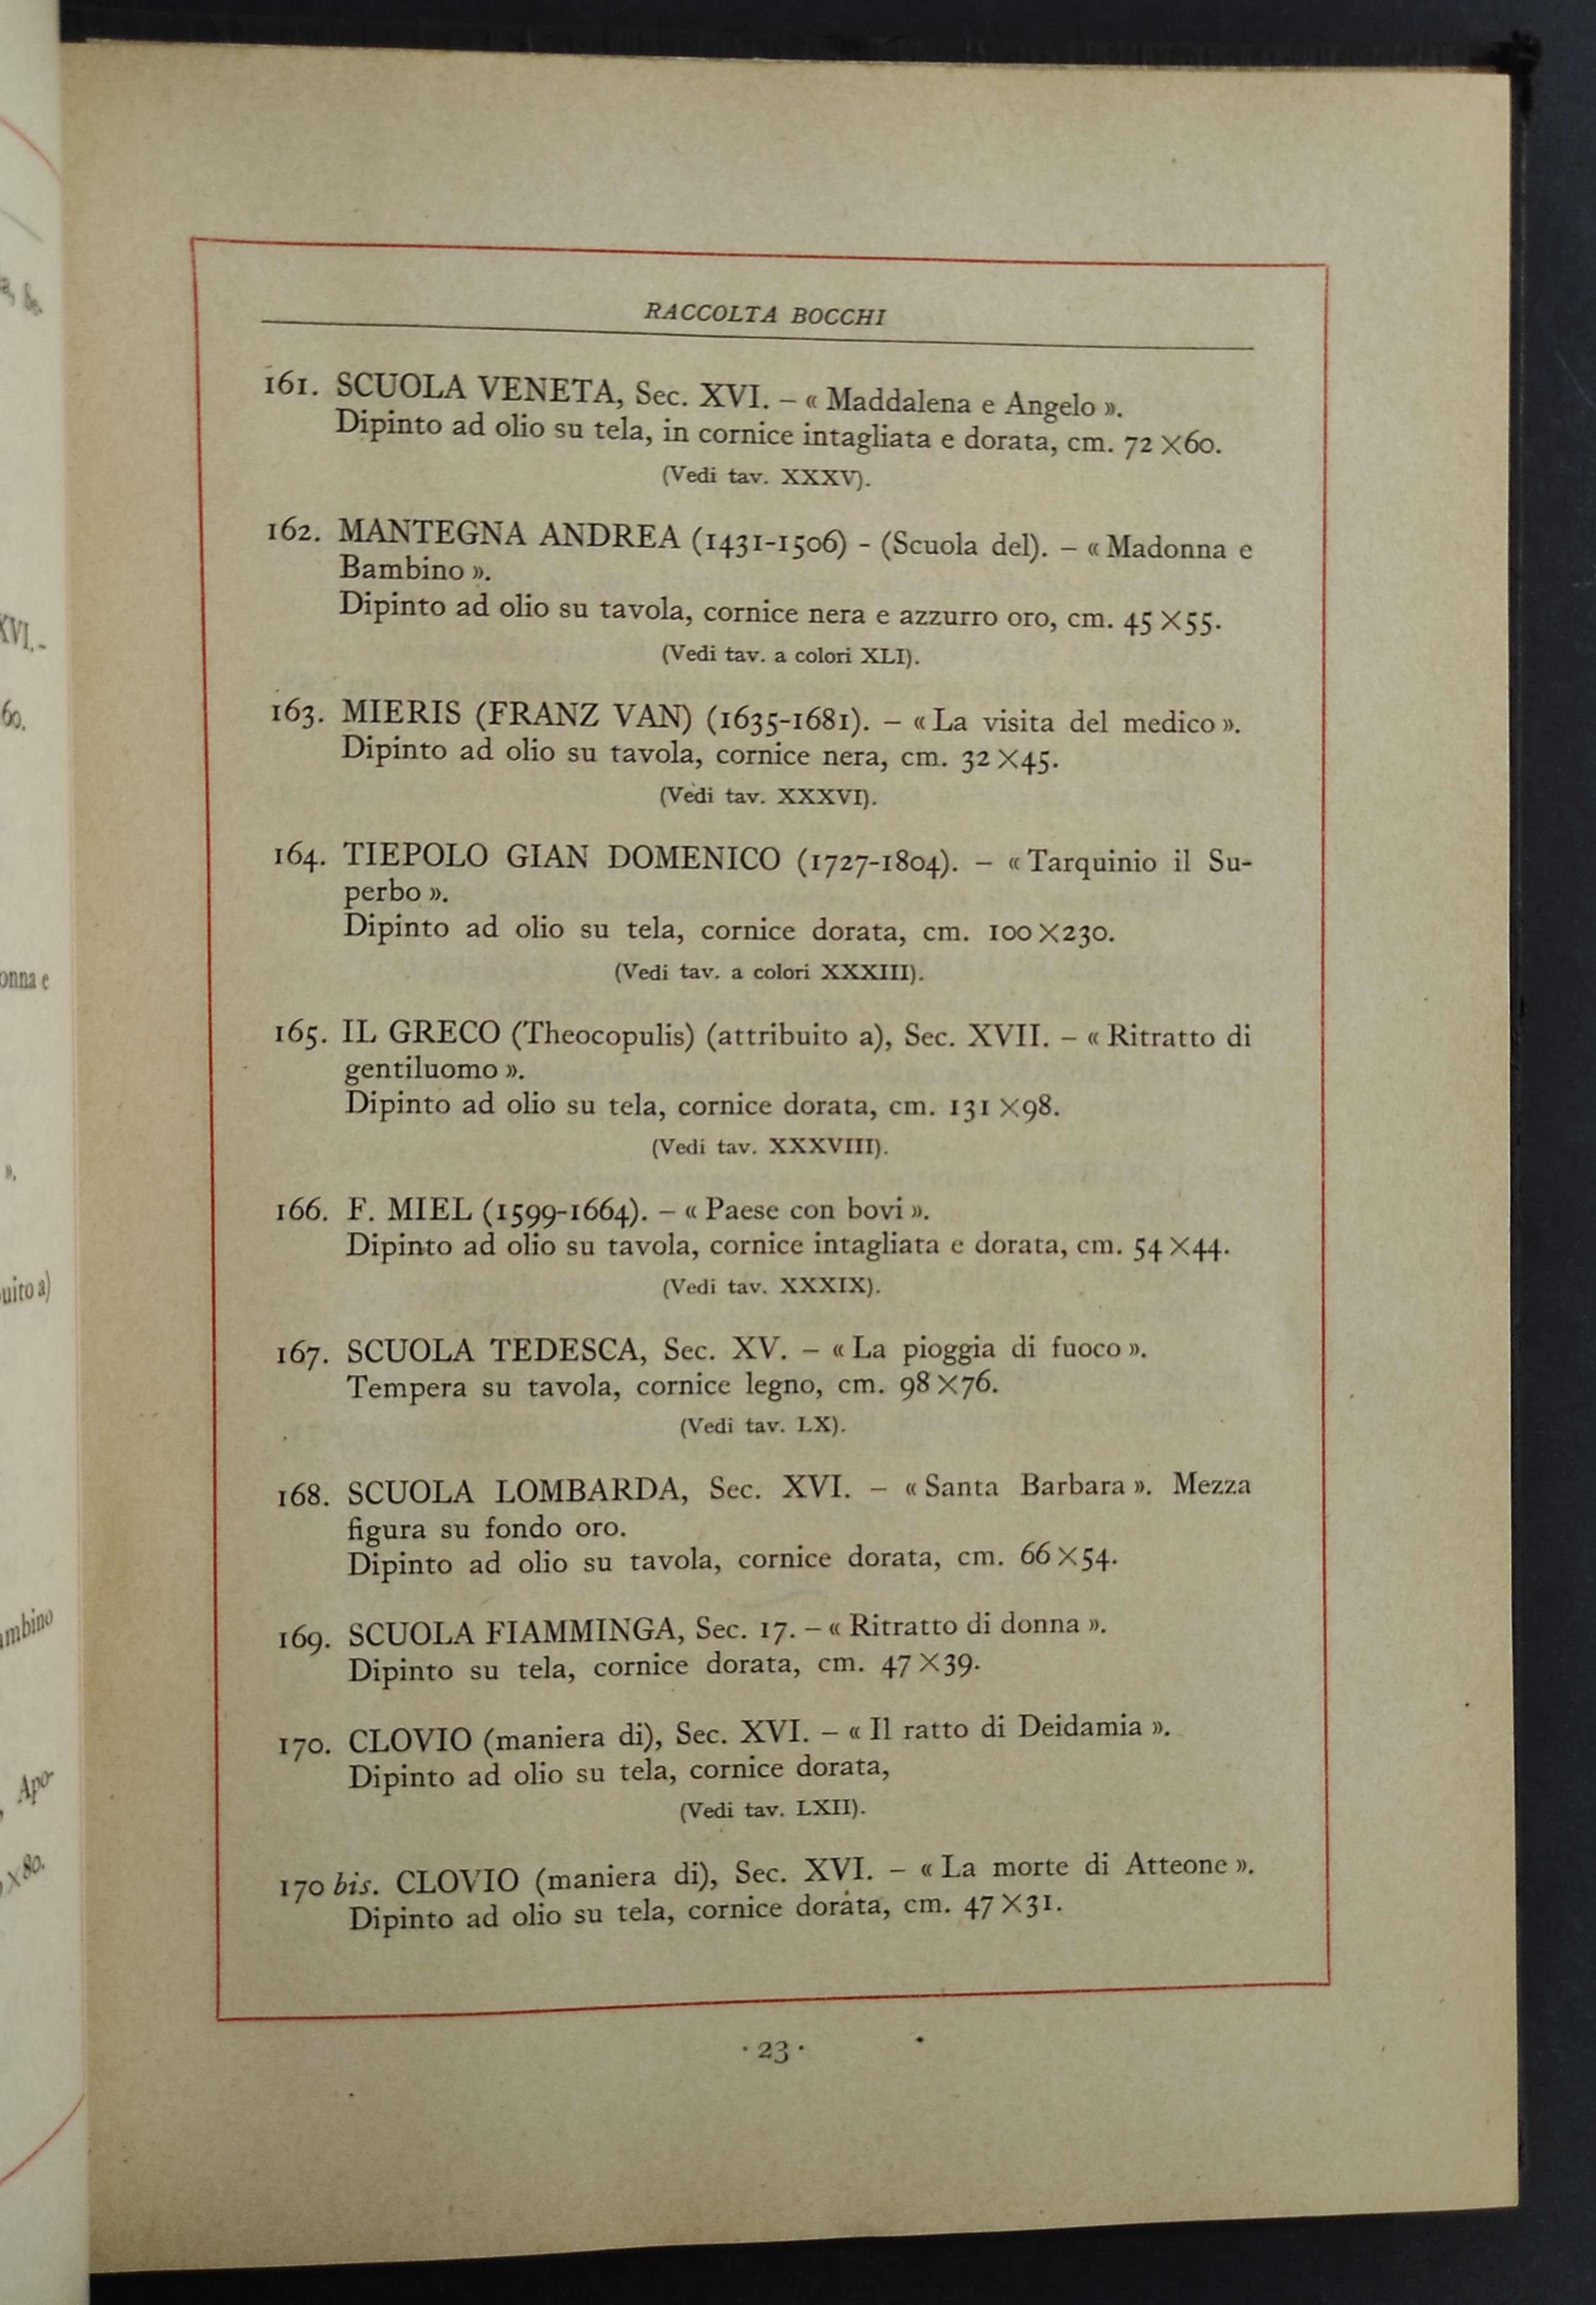 RACCOLTA BOCCHI
161. SCUOLA VENETA, Sec. XVI. – « Maddalena e Angelo ».
Dipinto ad olio su tela, in cornice intagliata e dorata, cm. 72 ×60.
(Vedi tav. XXXV).
162. MANTEGNA ANDREA (1431-1506) - (Scuola del). – « Madonna e
Bambino ».
Dipinto ad olio su tavola, cornice nera e azzurro oro, cm. 45 ×55.
(Vedi tav. a colori XLI).
163. MIERIS (FRANZ VAN) (1635-1681). – « La visita del medico ».
Dipinto ad olio su tavola, cornice nera, cm. 32 ×45.
(Vedi tav. XXXVI).
164. TIEPOLO GIAN DOMENICO (1727-1804). – « Tarquinio il Su-
perbo ».
Dipinto ad olio su tela, cornice dorata, cm. 100 ×230.
(Vedi tav. a colori XXXIII).
165. IL GRECO (Theocopulis) (attribuito a), Sec. XVII. – « Ritratto di
gentiluomo ».
Dipinto ad olio su tela, cornice dorata, cm. 131 ×98.
(Vedi tav. XXXVIII).
166. F. MIEL (1599-1664). – « Paese con bovi ».
Dipinto ad olio su tavola, cornice intagliata e dorata, cm. 54 ×44.
(Vedi tav. XXXIX).
167. SCUOLA TEDESCA, Sec. XV. – « La pioggia di fuoco ».
Tempera su tavola, cornice legno, cm. 98 ×76.
(Vedi tav. LX).
168. SCUOLA LOMBARDA, Sec. XVI. – « Santa Barbara ». Mezza
figura su fondo oro.
Dipinto ad olio su tavola, cornice dorata, cm. 66 ×54.
169. SCUOLA FIAMMINGA, Sec. 17. – « Ritratto di donna ».
Dipinto su tela, cornice dorata, cm. 47 ×39.
170. CLOVIO (maniera di), Sec. XVI. – « Il ratto di Deidamia ».
Dipinto ad olio su tela, cornice dorata,
(Vedi tav. LXII).
170 bis. CLOVIO (maniera di), Sec. XVI. – « La morte di Atteone ».
Dipinto ad olio su tela, cornice dorata, cm. 47 ×31.
· 23 ·